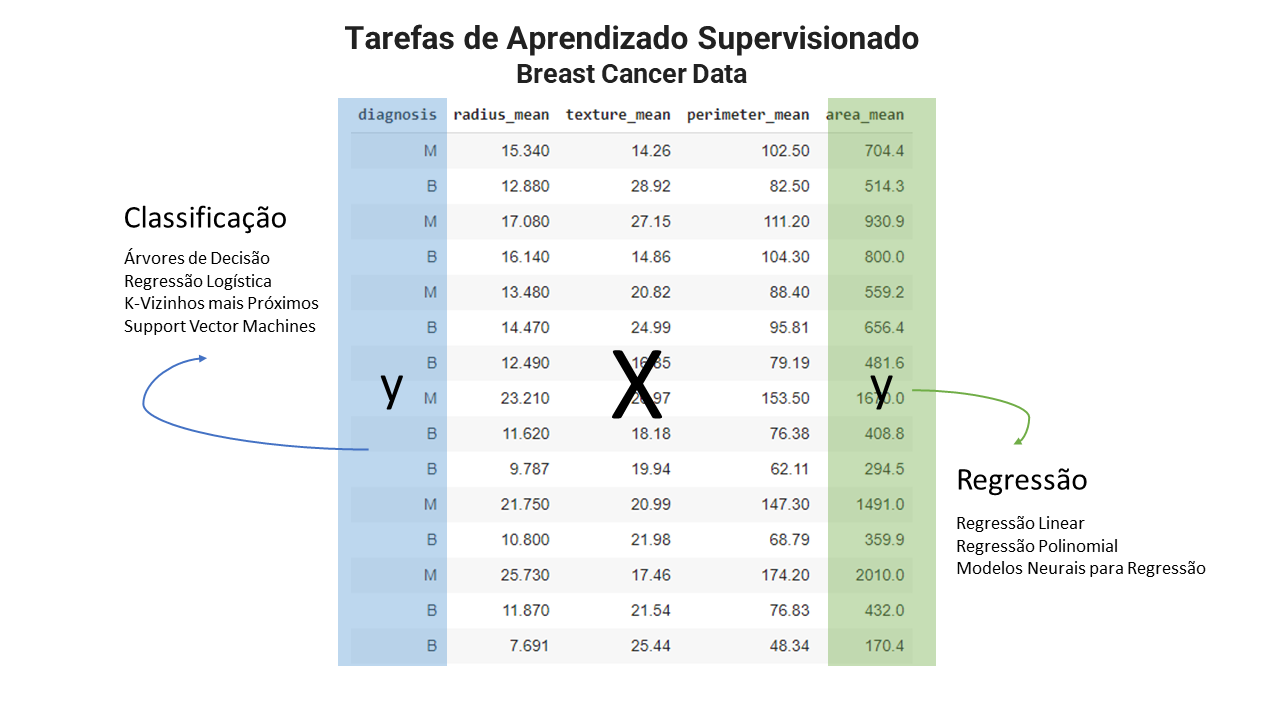 Tarefas de Aprendizado Supervisionado
Breast Cancer Data
diagnosis radius_mean texture_mean perimeter_mean area_mean
M 15.340 14.26 102.50 704.4
B 12.880 28.92 82.50 514.3
M 17.080 27.15 111.20 930.9
B 16.140 14.86 104.30 800.0
M 13.480 20.82 88.40 559.2
B 14.470 24.99 95.81 656.4
B 12.490 79.19 481.6
M 23.210 153.50
B 11.620 18.18 76.38 408.8
B 9.787 19.94 62.11 294.5
M 21.750 20.99 147.30 1491.0
B 10.800 21.98 68.79 359.9
M 25.730 17.46 174.20 2010.0
B 11.870 21.54 76.83 432.0
B 7.691 25.44 48.34 170.4
y
X
y
Classificação
Árvores de Decisão
Regressão Logística
K-Vizinhos mais Próximos
Support Vector Machines
Regressão
Regressão Linear
Regressão Polinomial
Modelos Neurais para Regressão